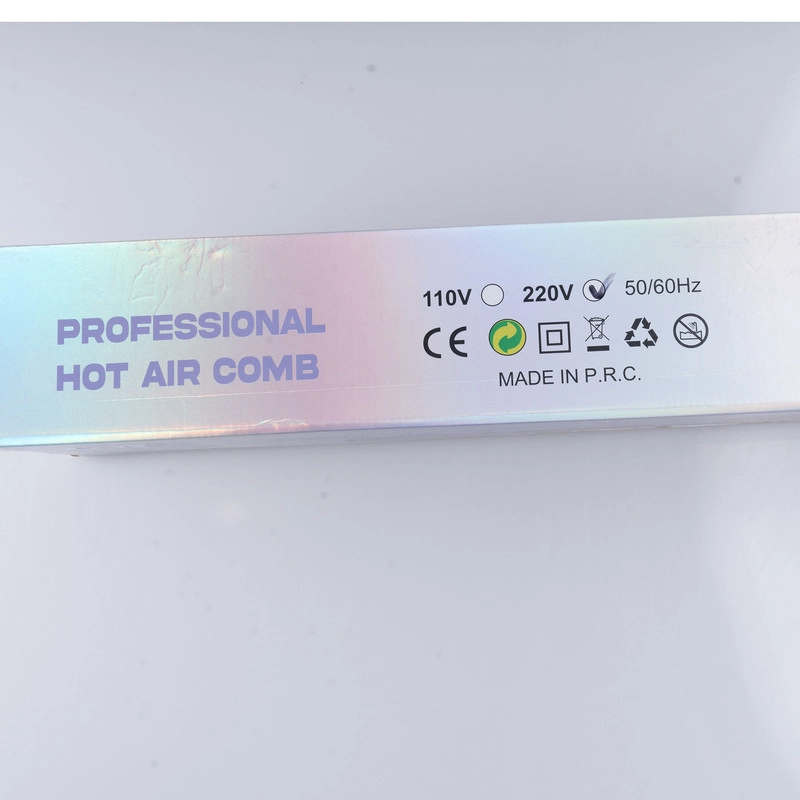 PROFESSIONAL
HOT AIR COMB
110V 220V 50/60Hz
CE
MADE IN P.R.C.